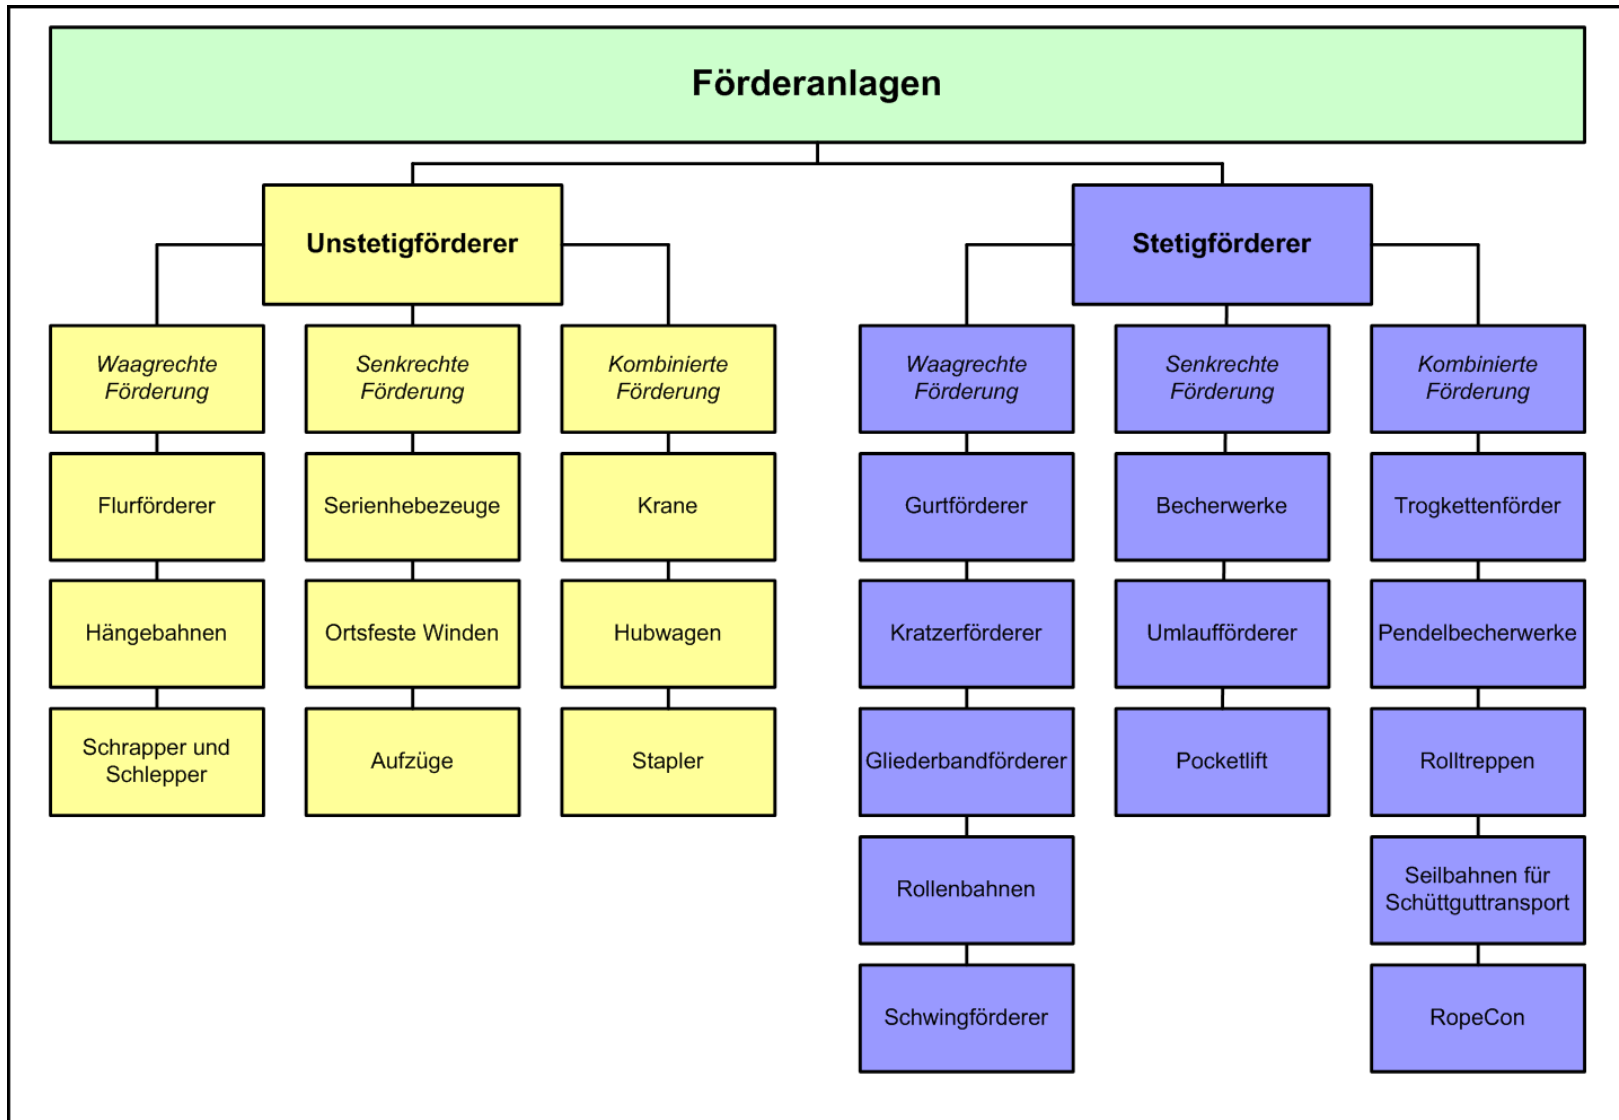 Förderanlagen
Unstetigförderer
Stetigförderer
Waagrechte
Förderung
Senkrechte
Förderung
Kombinierte
Förderung
Waagrechte
Förderung
Senkrechte
Förderung
Kombinierte
Förderung
Flurförderer
Serienhebezeuge
Krane
Gurtförderer
Becherwerke
Trogkettenförder
Hängebahnen
Ortsfeste Winden
Hubwagen
Kratzerförderer
Umlaufförderer
Pendelbecherwerke
Schrapper und
Schlepper
Aufzüge
Stapler
Gliederbandförderer
Pocketlift
Rolltreppen
Rollenbahnen
Seilbahnen für
Schüttguttransport
Schwingförderer
RopeCon